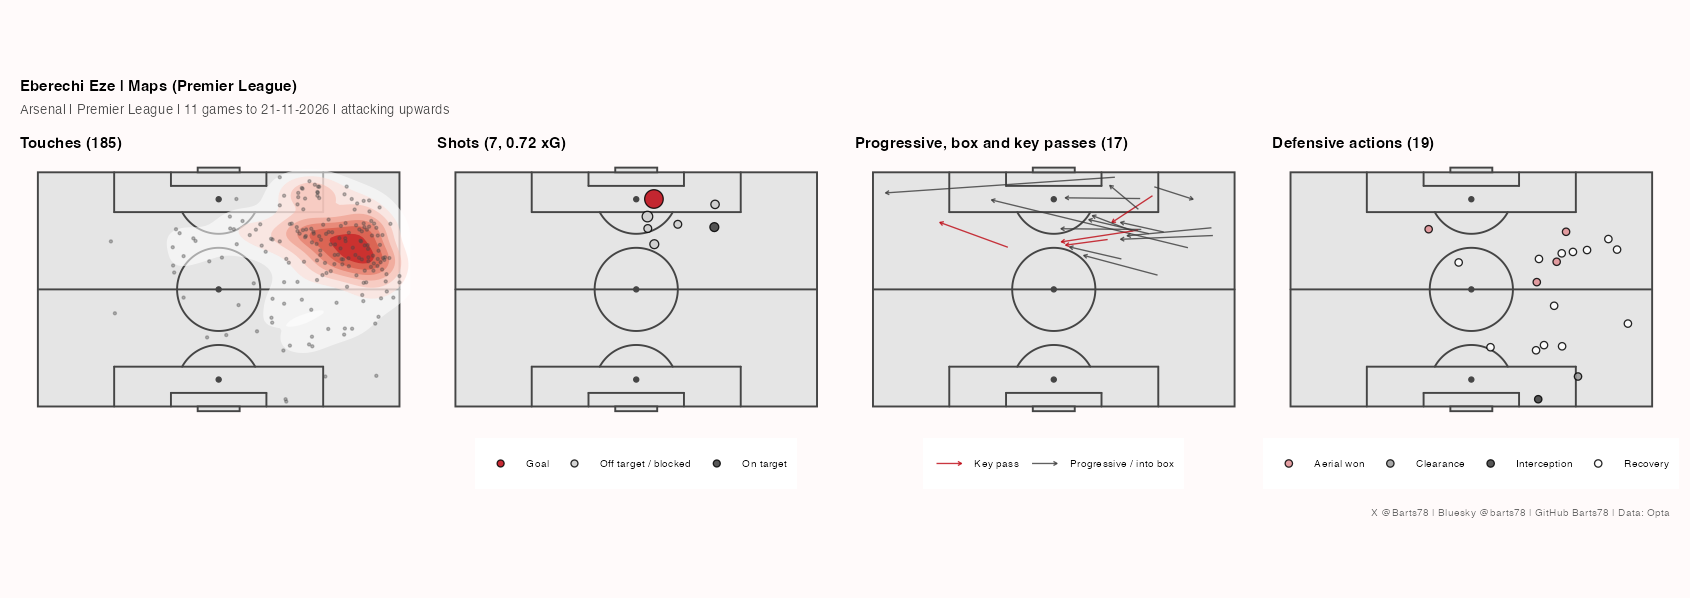 Eberechi Eze | Maps (Premier League)
Arsenal | Premier League | 11 games to 21-11-2026 | attacking upwards
Touches (185)
Shots (7, 0.72 xG)
Progressive, box and key passes (17)
Defensive actions (19)
Goal
Off target / blocked
On target
Key pass
Progressive / into box
Aerial won
Clearance
Interception
Recovery
X @Barts78 | Bluesky @barts78 | GitHub Barts78 | Data: Opta